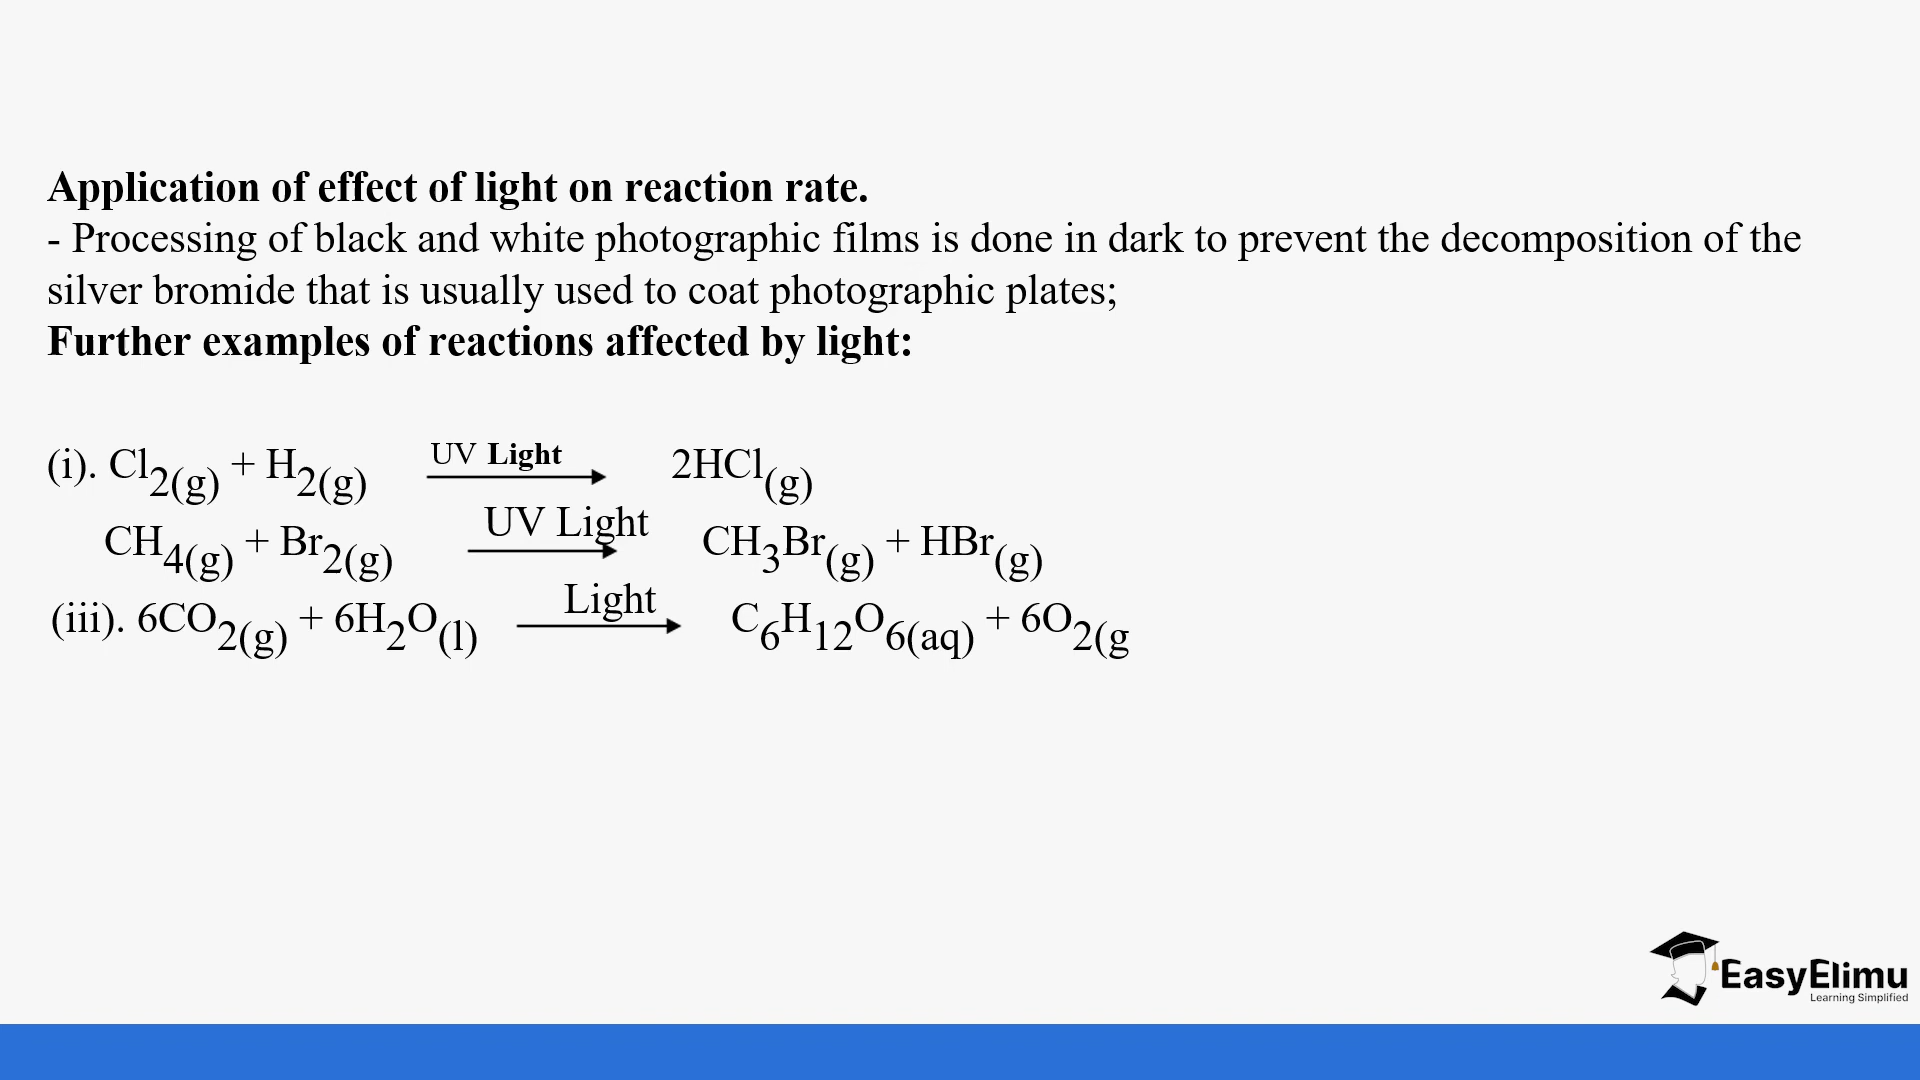 Application of effect of light on reaction rate.
- Processing of black and white photographic films is done in dark to prevent the decomposition of the
silver bromide that is usually used to coat photographic plates;
Further examples of reactions affected by light:
(i). Cl2(g) + H2(g) UV Light 2HCl(g)
CH4(g) + Br2(g) UV Light CH3Br(g) + HBr(g)
(iii). 6CO2(g) + 6H2O(l) Light C6H12O6(aq) + 6O2(g
EasyElimu
Learning Simplified